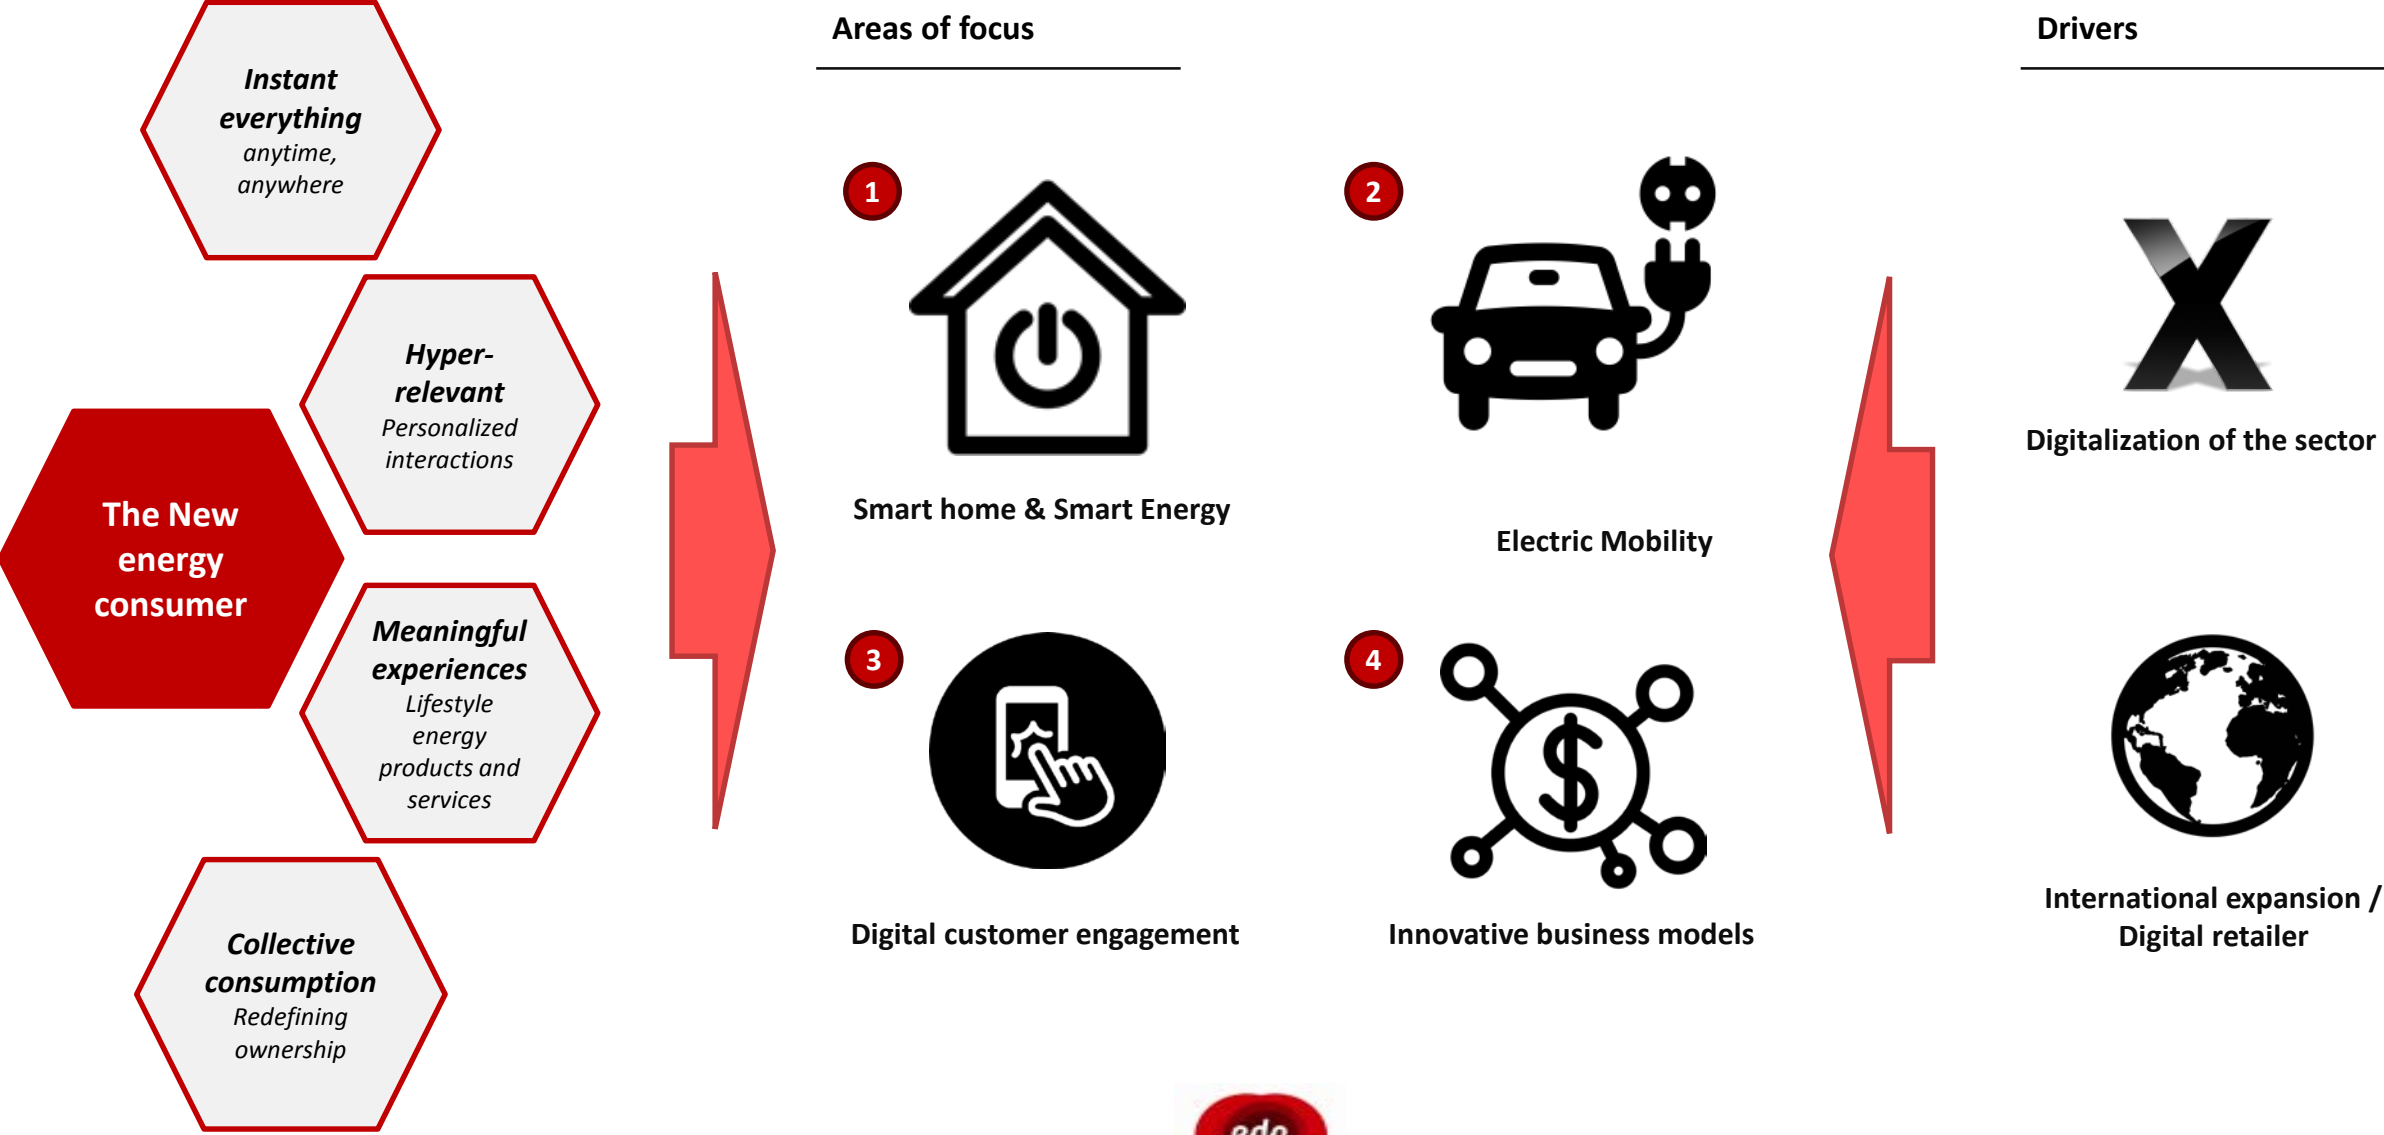 Areas of focus
Drivers
Instant
everything
anytime,
anywhere
Hyper-
relevant
Personalized
interactions
The New
energy
consumer
Meaningful
experiences
Lifestyle
energy
products and
services
Collective
consumption
Redefining
ownership
1
Smart home & Smart Energy
2
Electric Mobility
3
Digital customer engagement
4
Innovative business models
X
Digitalization of the sector
International expansion /
Digital retailer
edp